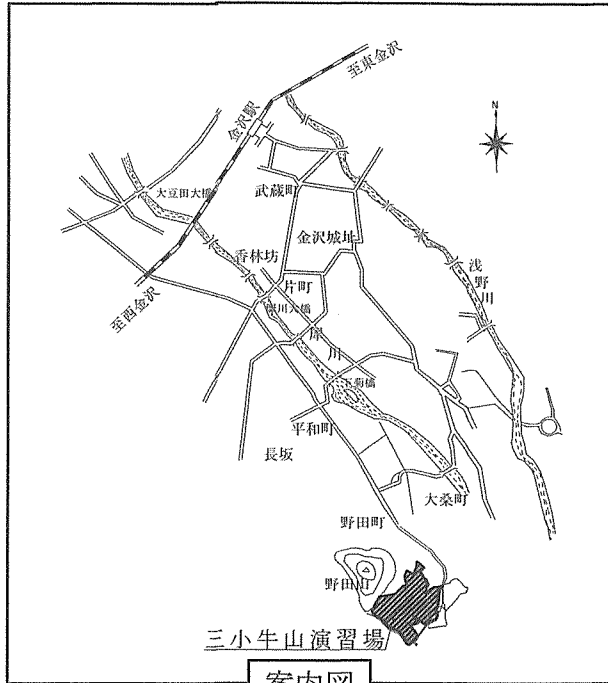 至東金沢
N
金沢駅
大豆田大橋
武蔵町
金沢城址
香林坊
浅野川
至西金沢
片町
犀川大橋
犀川
下菊橋
平和町
長坂
大桑町
野田町
野田山
三小牛山演習場
案内図